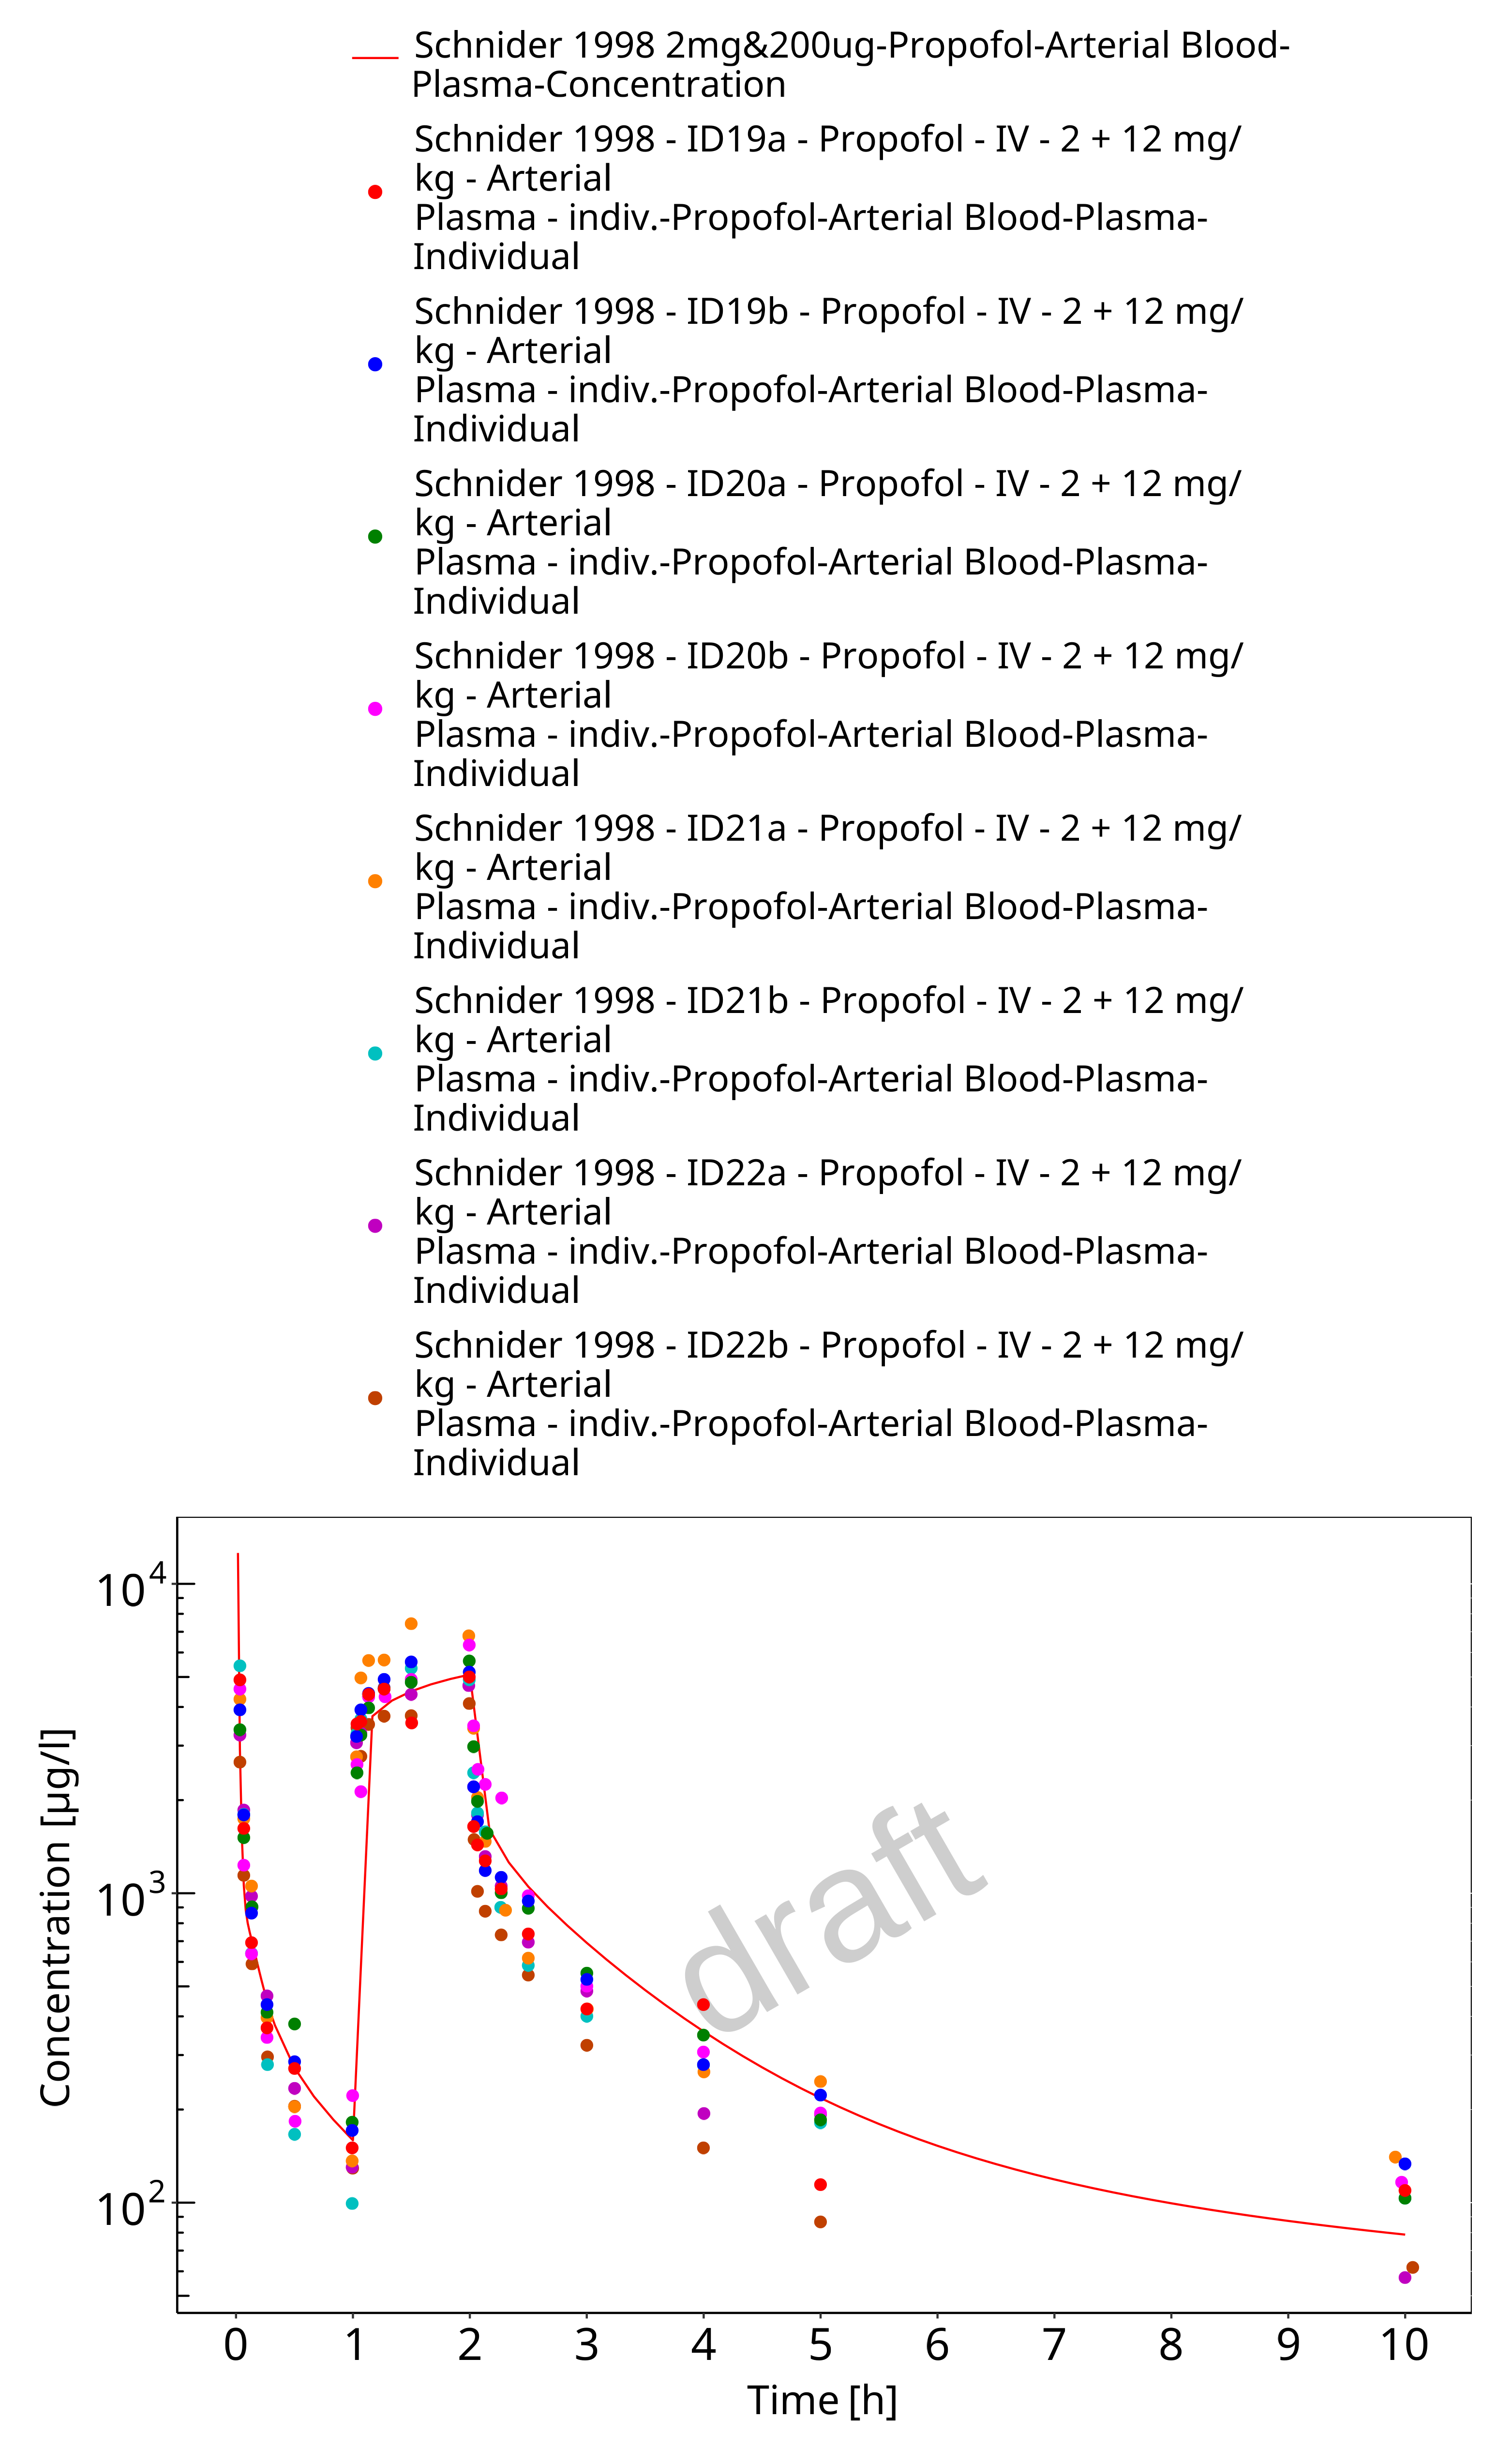 Schnider 1998 2mg&200ug-Propofol-Arterial Blood-
Plasma-Concentration
Schnider 1998 - ID19a - Propofol - IV - 2 + 12 mg/
kg - Arterial
Plasma - indiv.-Propofol-Arterial Blood-Plasma-
Individual
Schnider 1998 - ID19b - Propofol - IV - 2 + 12 mg/
kg - Arterial
Plasma - indiv.-Propofol-Arterial Blood-Plasma-
Individual
Schnider 1998 - ID20a - Propofol - IV - 2 + 12 mg/
kg - Arterial
Plasma - indiv.-Propofol-Arterial Blood-Plasma-
Individual
Schnider 1998 - ID20b - Propofol - IV - 2 + 12 mg/
kg - Arterial
Plasma - indiv.-Propofol-Arterial Blood-Plasma-
Individual
Schnider 1998 - ID21a - Propofol - IV - 2 + 12 mg/
kg - Arterial
Plasma - indiv.-Propofol-Arterial Blood-Plasma-
Individual
Schnider 1998 - ID21b - Propofol - IV - 2 + 12 mg/
kg - Arterial
Plasma - indiv.-Propofol-Arterial Blood-Plasma-
Individual
Schnider 1998 - ID22a - Propofol - IV - 2 + 12 mg/
kg - Arterial
Plasma - indiv.-Propofol-Arterial Blood-Plasma-
Individual
Schnider 1998 - ID22b - Propofol - IV - 2 + 12 mg/
kg - Arterial
Plasma - indiv.-Propofol-Arterial Blood-Plasma-
Individual
Concentration [µg/l]
10⁴
10³
10²
draft
0 1 2 3 4 5 6 7 8 9 10
Time [h]